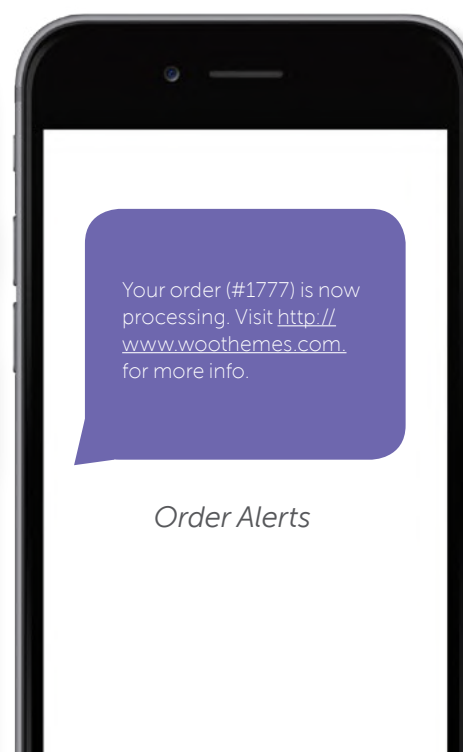 Your order (#1777) is now
processing. Visit http://
www.woothemes.com.
for more info.
Order Alerts